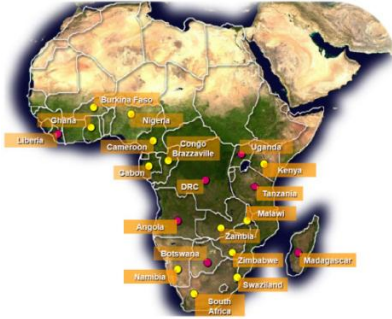 Burkina Faso
Ghana
Nigeria
Liberia
Cameroon
Congo
Brazzaville
Uganda
Gabon
Kenya
DRC
Tanzania
Malawi
Angola
Zambia
Botswana
Zimbabwe
Madagascar
Namibia
Swaziland
South
Africa